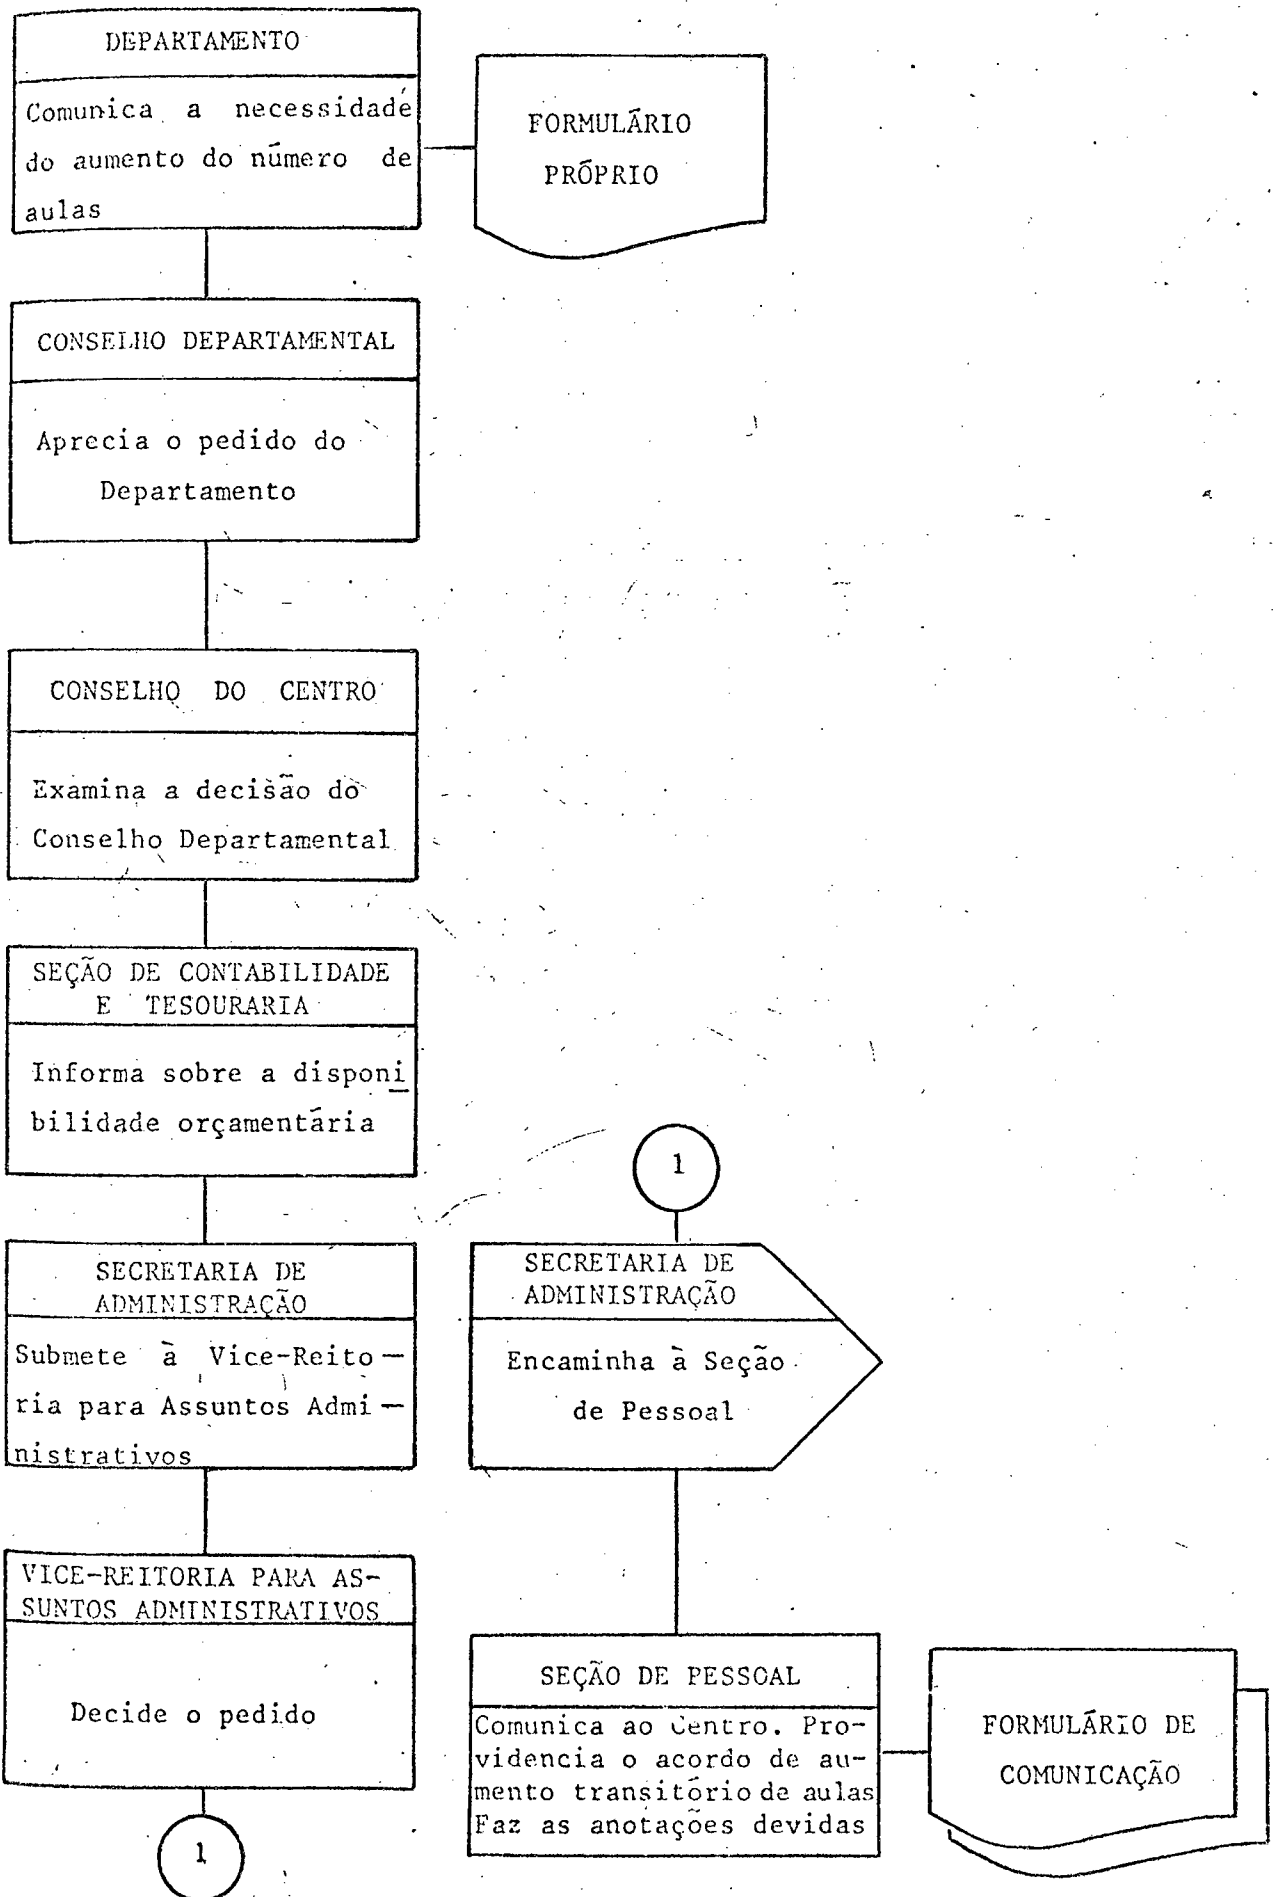 DEPARTAMENTO
Comunica a necessidade
do aumento do número de
aulas
FORMULÁRIO
PRÓPRIO
CONSELHO DEPARTAMENTAL
Aprecia o pedido do
Departamento
CONSELHO DO CENTRO
Examina a decisão do
Conselho Departamental
SEÇÃO DE CONTABILIDADE
E TESOURARIA
Informa sobre a disponi
bilidade orçamentária
SECRETARIA DE
ADMINISTRAÇÃO
Submete à Vice-Reito-
ria para Assuntos Admi-
nistrativos
VICE-REITORIA PARA AS-
SUNTOS ADMINISTRATIVOS
Decide o pedido
1
1
SECRETARIA DE
ADMINISTRAÇÃO
Encaminha à Seção
de Pessoal
SEÇÃO DE PESSOAL
Comunica ao Centro. Pro-
videncia o acordo de au-
mento transitório de aulas
Faz as anotações devidas
FORMULÁRIO DE
COMUNICAÇÃO